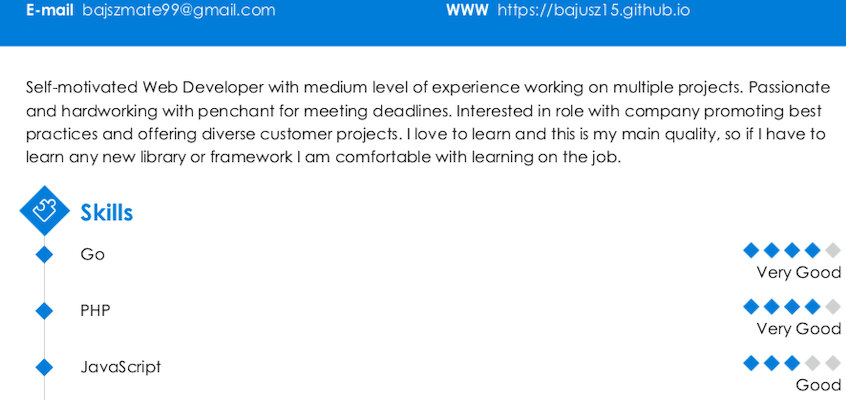 E-mail bajszmate99@gmail.com WWW https://bajusz15.github.io
Self-motivated Web Developer with medium level of experience working on multiple projects. Passionate
and hardworking with penchant for meeting deadlines. Interested in role with company promoting best
practices and offering diverse customer projects. I love to learn and this is my main quality, so if I have to
learn any new library or framework I am comfortable with learning on the job.
Skills
Go
Very Good
PHP
Very Good
JavaScript
Good